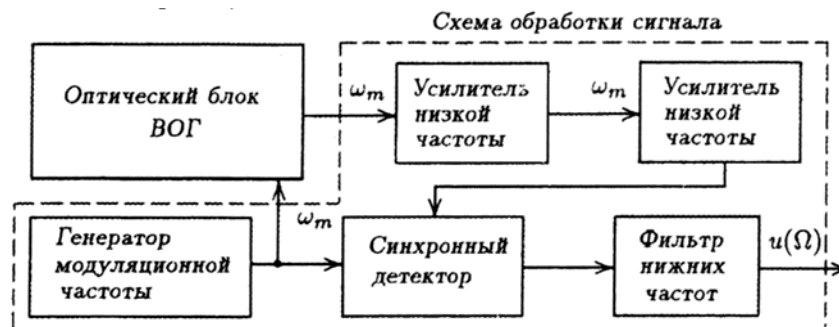 Схема обработки сигнала
Оптический блок
ВОГ
ω_m
Усилитель
низкой
частоты
ω_m
Усилитель
низкой
частоты
ω_m
Генератор
модуляционной
частоты
Синхронный
детектор
Фильтр
нижних
частот
u(Ω)